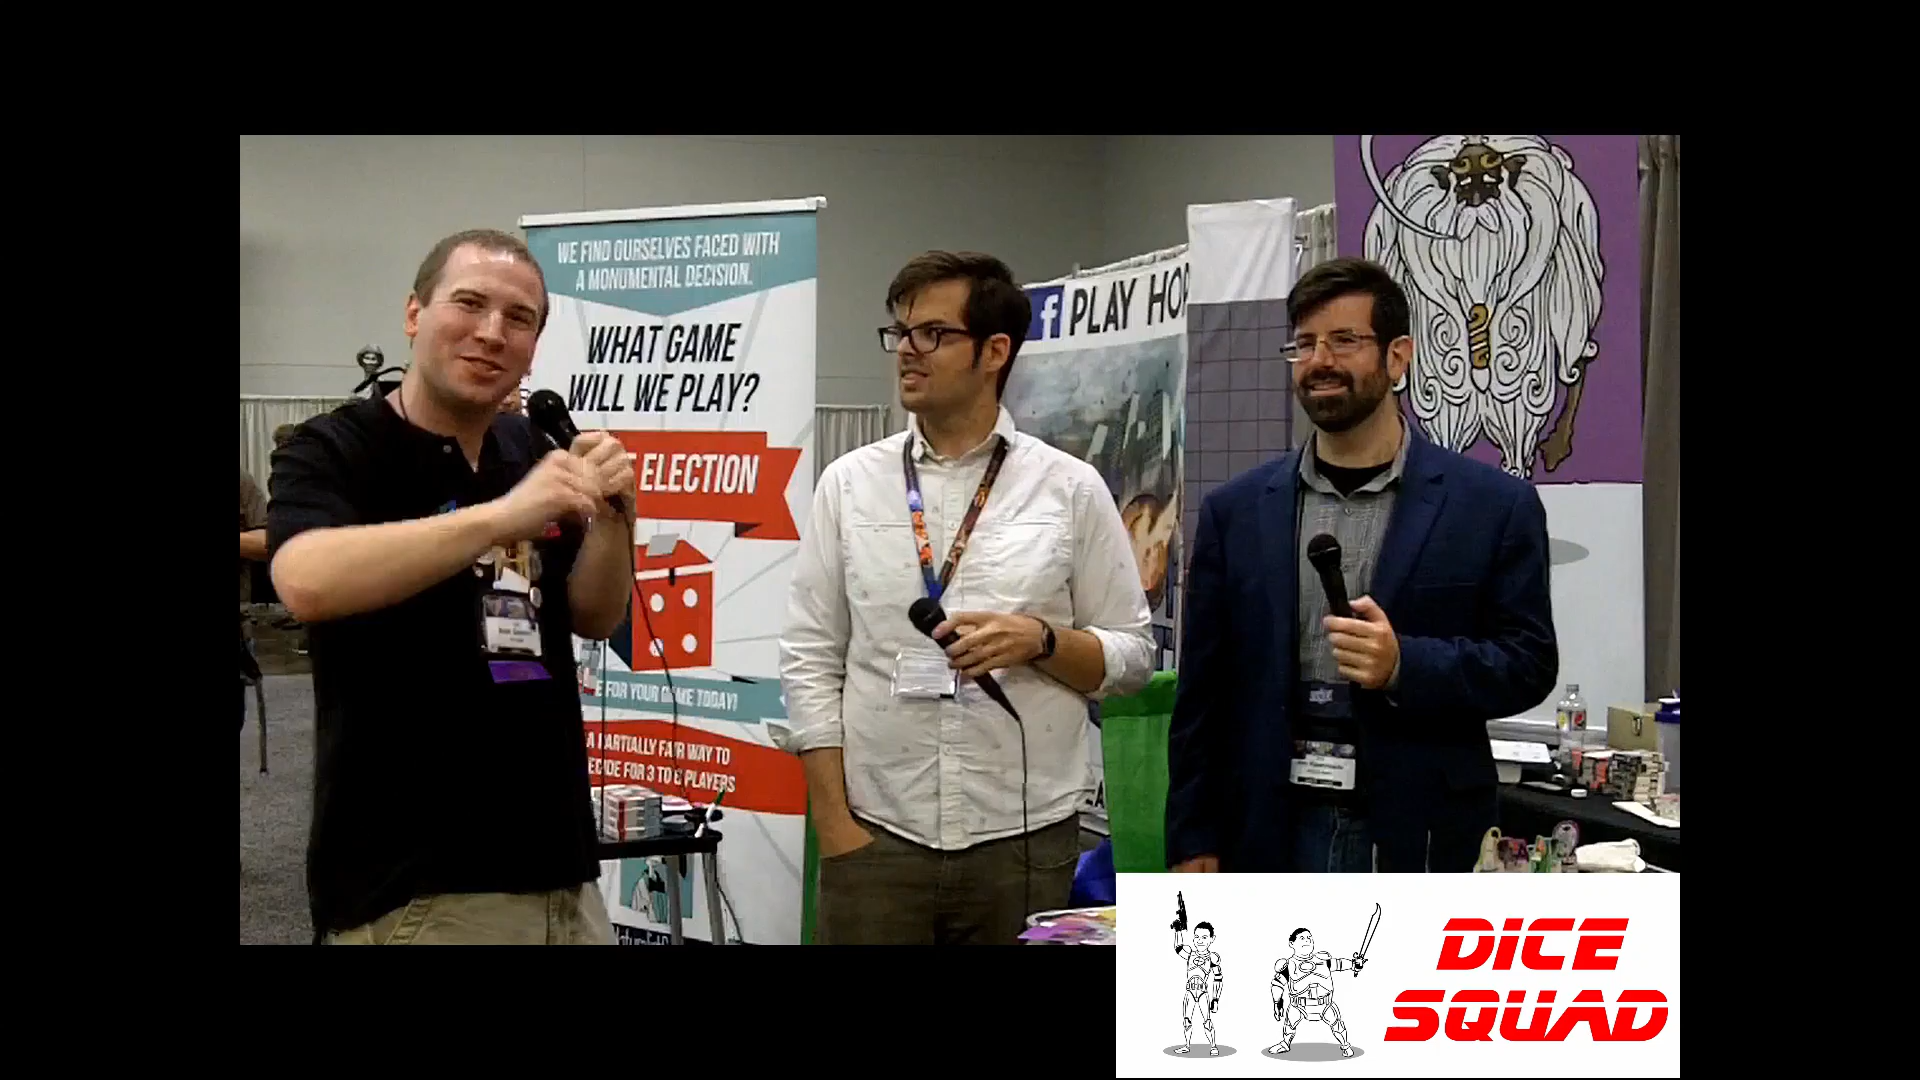 WE FIND OURSELVES FACED WITH
A MONUMENTAL DECISION.
WHAT GAME
WILL WE PLAY?
ELECTION
FOR YOUR GAME TODAY!
A PARTIALLY FAIR WAY TO
DECIDE FOR 3 TO 6 PLAYERS
f PLAY HO
DICE
SQUAD